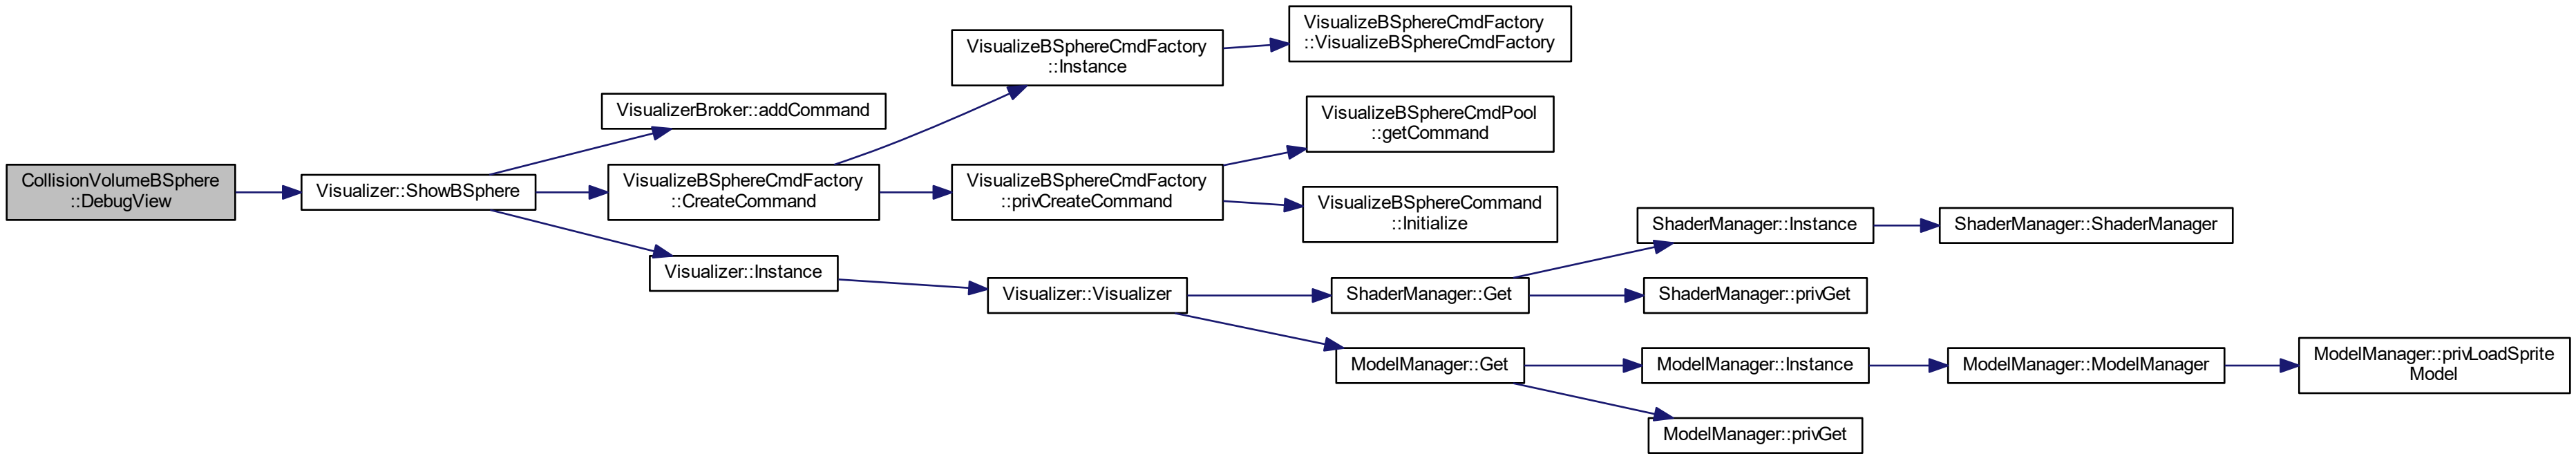 CollisionVolumeBSphere
::DebugView
Visualizer::ShowBSphere
VisualizerBroker::addCommand
VisualizeBSphereCmdFactory
::CreateCommand
Visualizer::Instance
VisualizeBSphereCmdFactory
::Instance
VisualizeBSphereCmdFactory
::privCreateCommand
Visualizer::Visualizer
VisualizeBSphereCmdFactory
::VisualizeBSphereCmdFactory
VisualizeBSphereCmdPool
::getCommand
VisualizeBSphereCommand
::Initialize
ShaderManager::Get
ModelManager::Get
ShaderManager::Instance
ShaderManager::privGet
ModelManager::Instance
ModelManager::privGet
ShaderManager::ShaderManager
ModelManager::ModelManager
ModelManager::privLoadSprite
Model